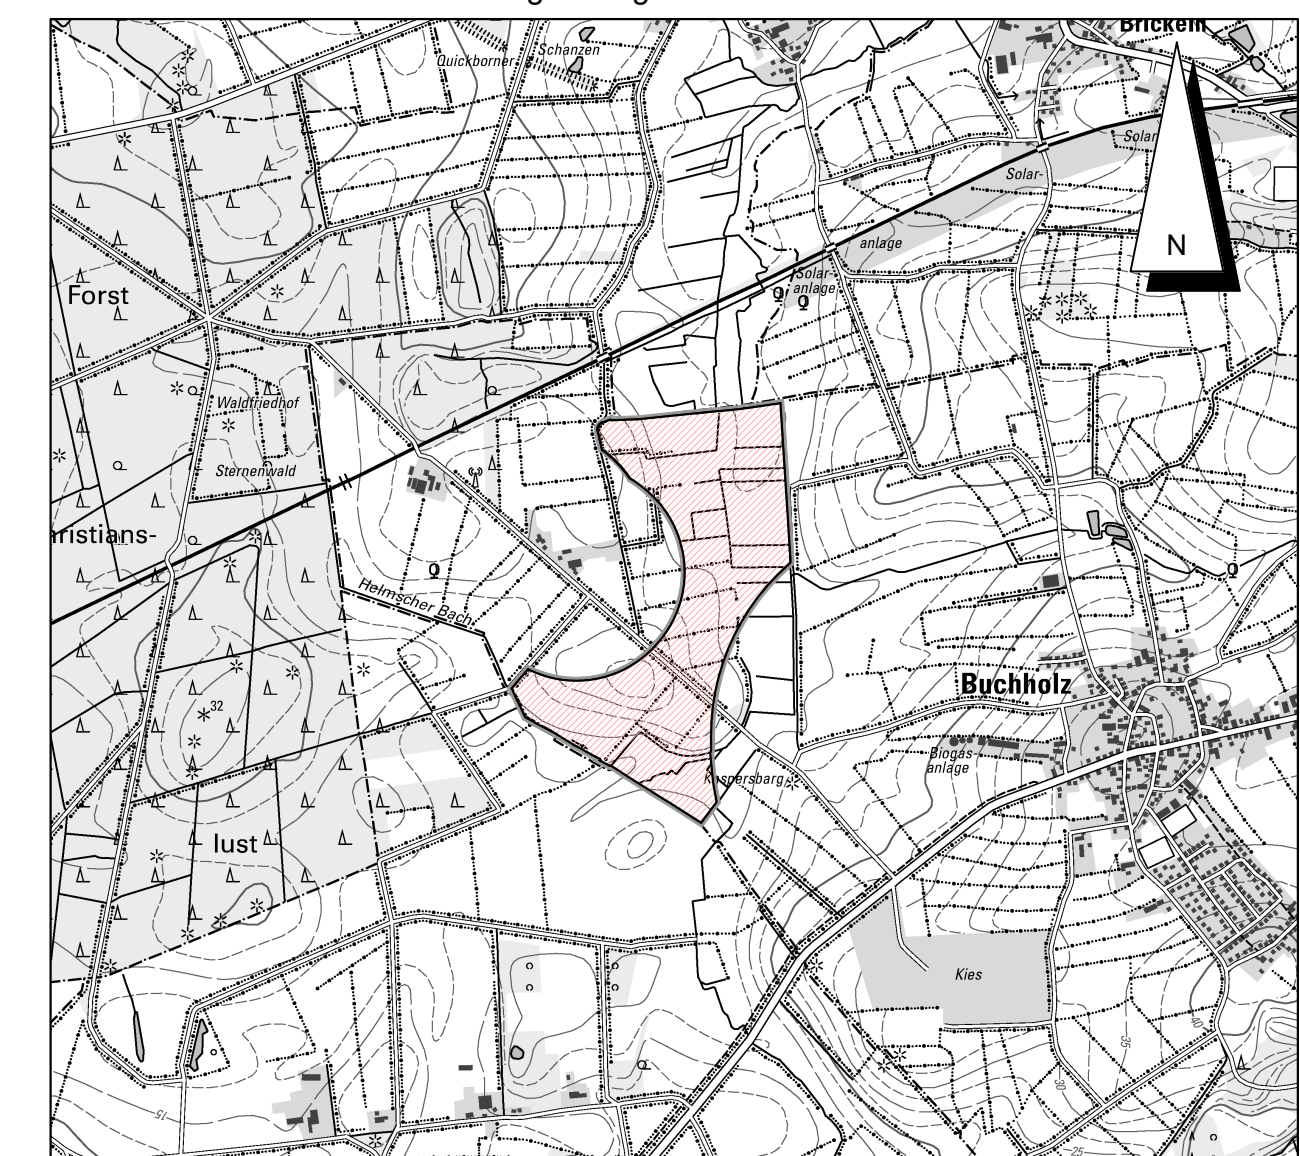 Brickeln
Schanzen
Quickborner
Solar
Solar-
N
anlage
Solar-
anlage
Forst
Waldfriedhof
Sternenwald
ristians-
Helmscher Bach
Buchholz
32
Biogas-
anlage
Kuspersbarg
lust
Kies
40
35
30
15
25